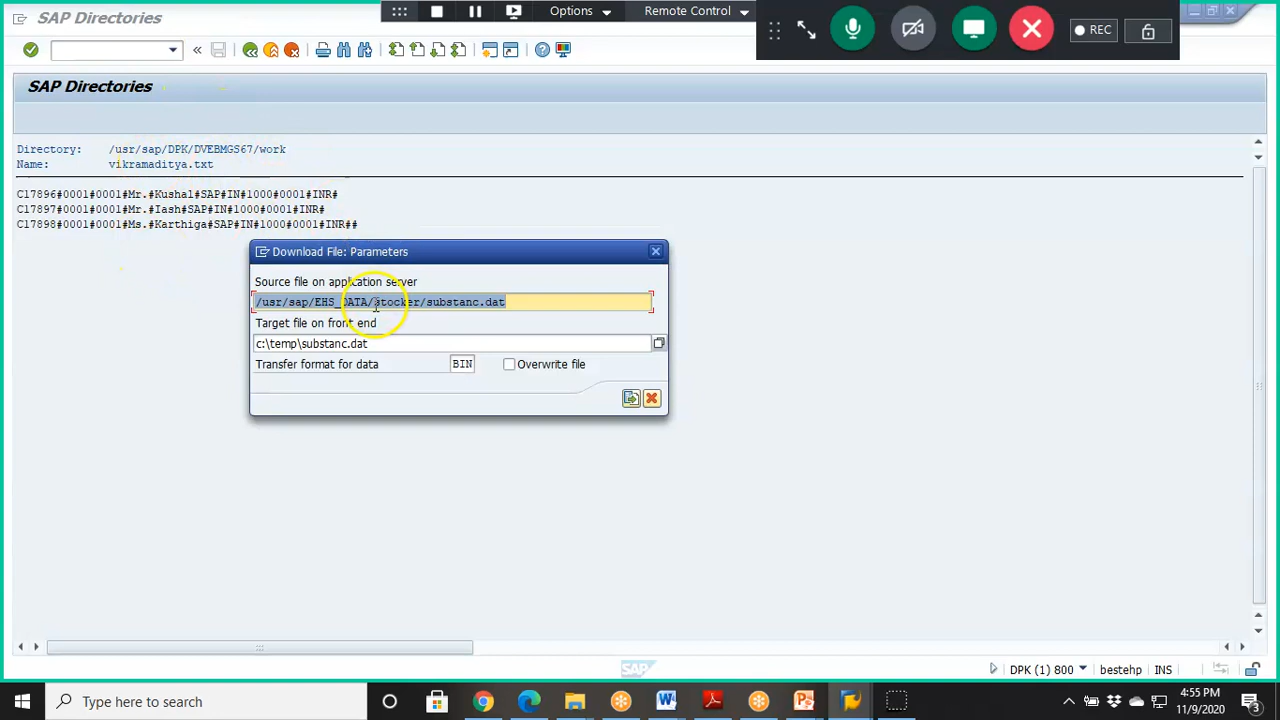 SAP Directories
Options
Remote Control
REC
SAP Directories
Directory: /usr/sap/DPK/DVEBMGS67/work
Name: vikramaditya.txt
C17896#0001#0001#Mr.#Kushal#SAP#IN#1000#0001#INR#
C17897#0001#0001#Mr.#Iash#SAP#IN#1000#0001#INR#
C17898#0001#0001#Ms.#Karthiga#SAP#IN#1000#0001#INR##
Download File: Parameters
Source file on application server
/usr/sap/EHS_DATA/stocker/substanc.dat
Target file on front end
c:\temp\substanc.dat
Transfer format for data BIN Overwrite file
SAP
DPK (1) 800 bestehp INS
Type here to search
4:55 PM
11/9/2020
3